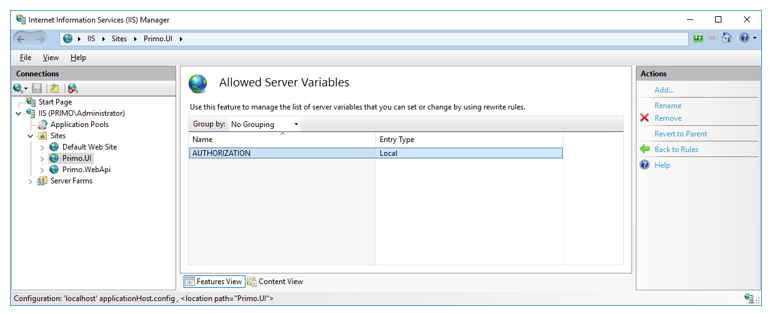 Internet Information Services (IIS) Manager
IIS Sites Primo.UI
File View Help
Connections
Start Page
IIS (PRIMO\Administrator)
Application Pools
Sites
Default Web Site
Primo.UI
Primo.WebApi
Server Farms
Allowed Server Variables
Use this feature to manage the list of server variables that you can set or change by using rewrite rules.
Group by: No Grouping
Name Entry Type
AUTHORIZATION Local
Features View Content View
Actions
Add...
Rename
Remove
Revert to Parent
Back to Rules
Help
Configuration: 'localhost' applicationHost.config , <location path="Primo.UI">